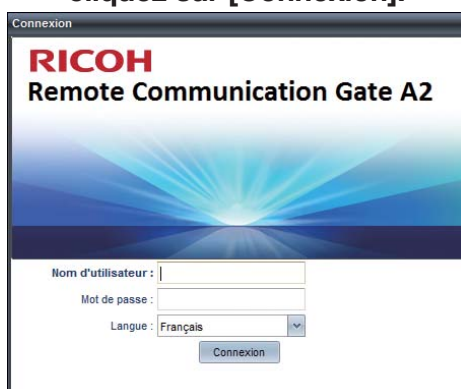 cliquez sur [Connexion].
Connexion
RICOH
Remote Communication Gate A2
Nom d'utilisateur :
Mot de passe :
Langue : Français
Connexion